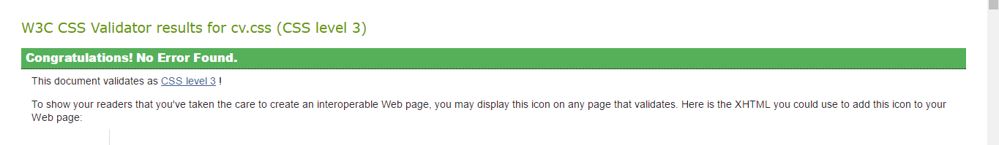 W3C CSS Validator results for cv.css (CSS level 3)
Congratulations! No Error Found.
This document validates as CSS level 3 !
To show your readers that you've taken the care to create an interoperable Web page, you may display this icon on any page that validates. Here is the XHTML you could use to add this icon to your
Web page: